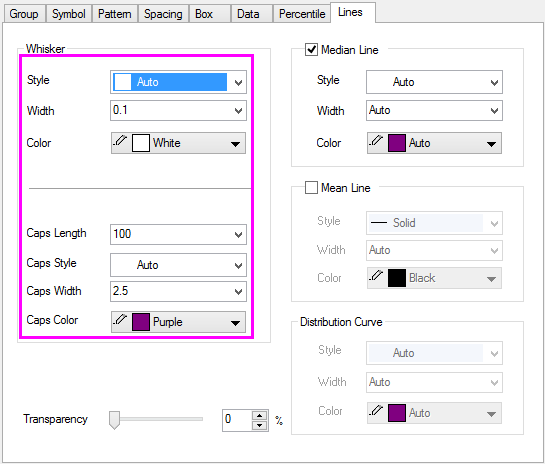 Group Symbol Pattern Spacing Box Data Percentile Lines
Whisker
Style Auto
Width 0.1
Color White
Caps Length 100
Caps Style Auto
Caps Width 2.5
Caps Color Purple
Median Line
Style Auto
Width Auto
Color Auto
Mean Line
Style Solid
Width Auto
Color Black
Distribution Curve
Style Auto
Width Auto
Color Auto
Transparency 0 %